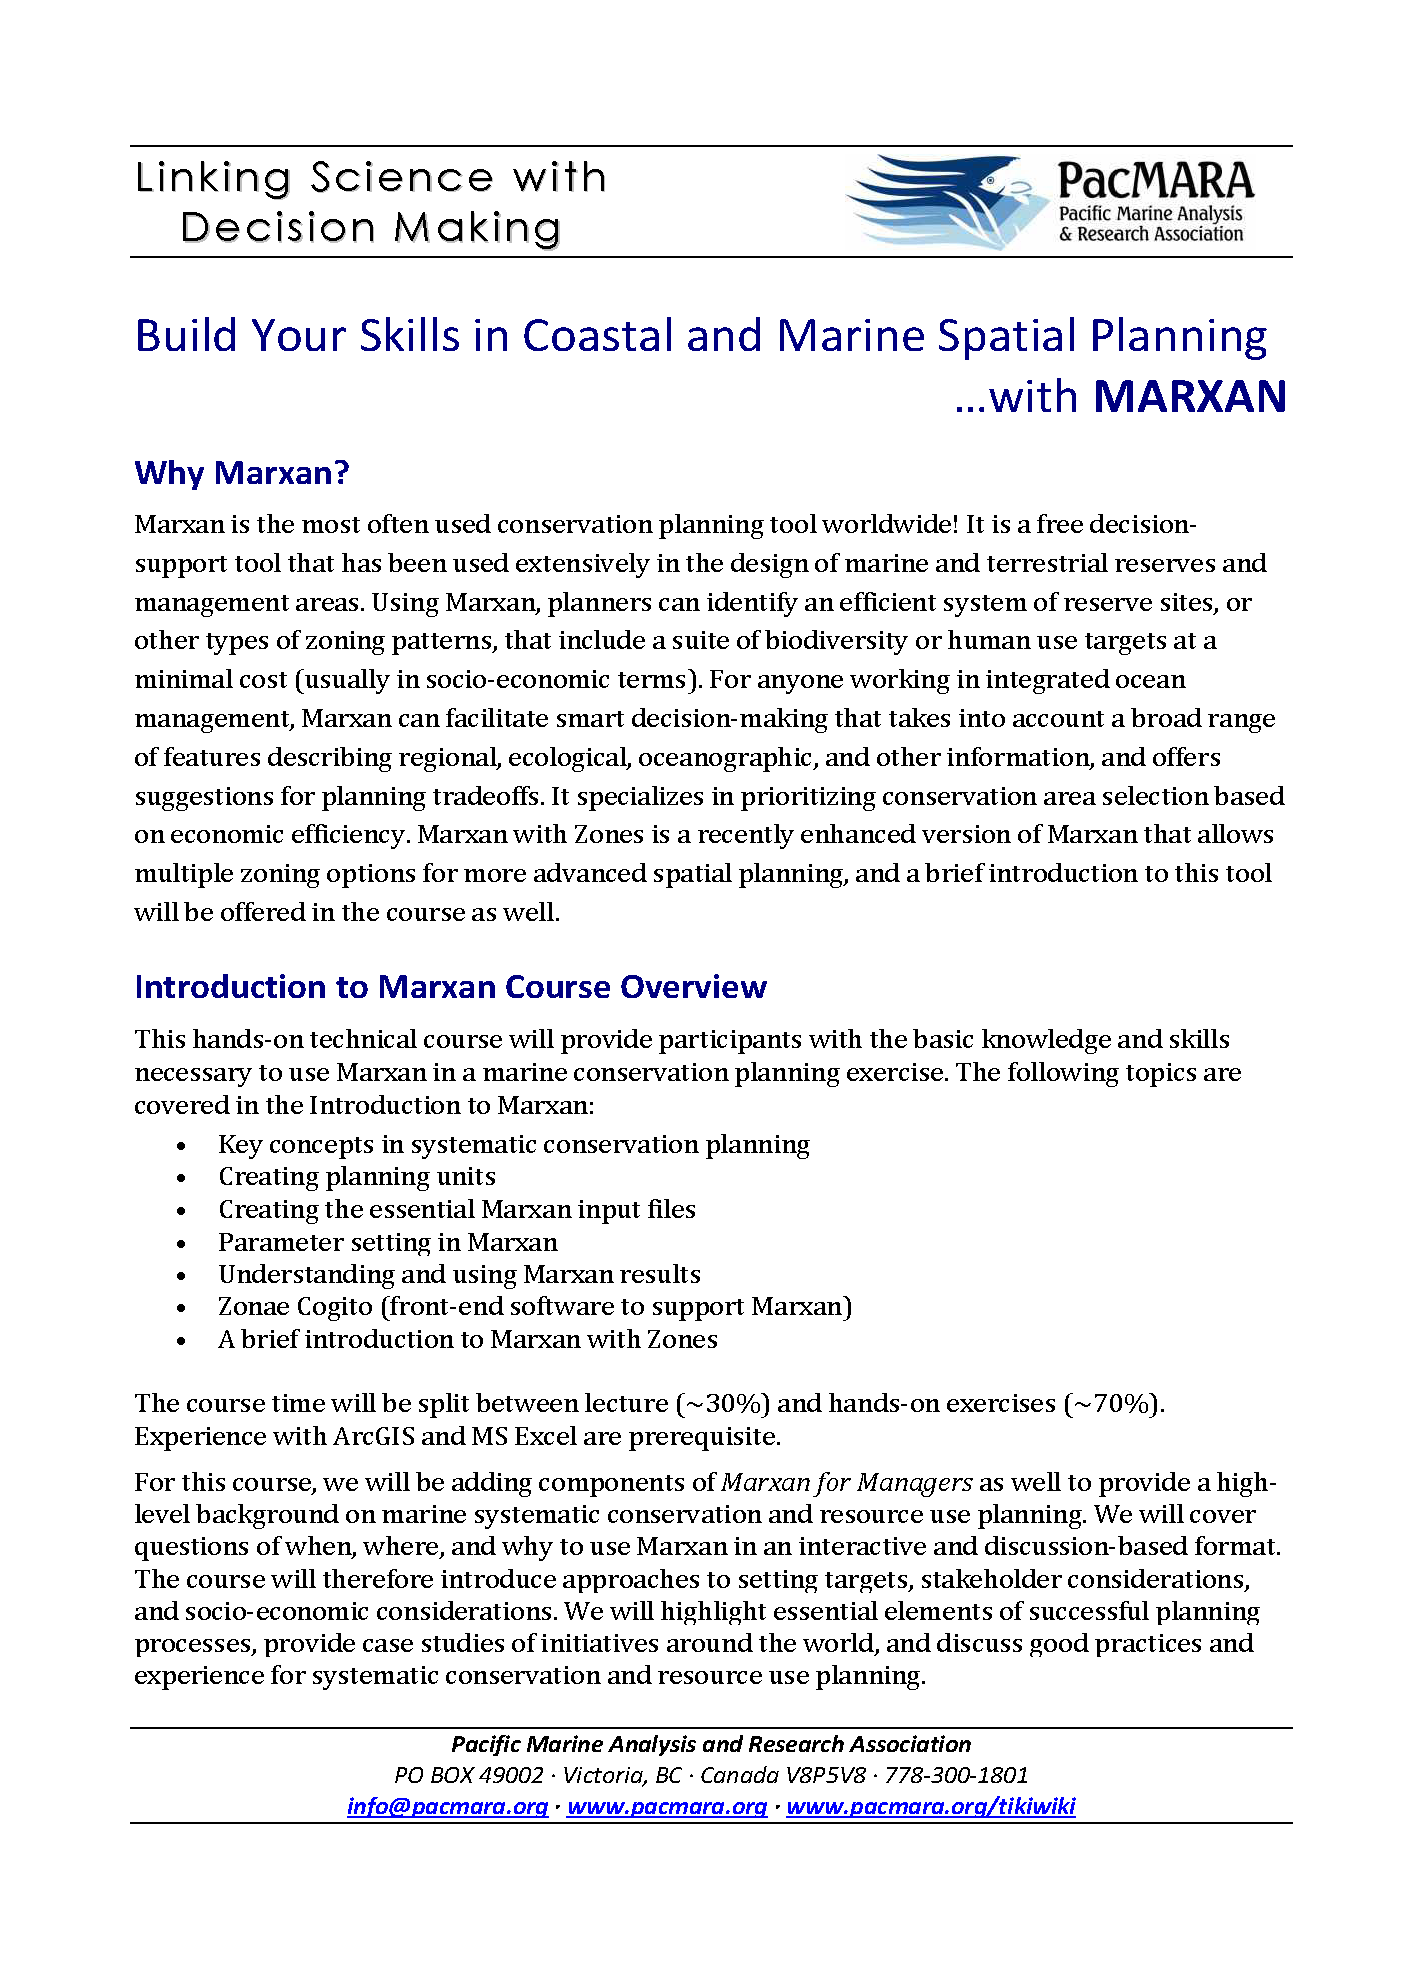 Linking Science with
Decision Making
PacMARA
Pacific Marine Analysis
& Research Association
Build Your Skills in Coastal and Marine Spatial Planning
…with MARXAN
Why Marxan?
Marxan is the most often used conservation planning tool worldwide! It is a free decision-
support tool that has been used extensively in the design of marine and terrestrial reserves and
management areas. Using Marxan, planners can identify an efficient system of reserve sites, or
other types of zoning patterns, that include a suite of biodiversity or human use targets at a
minimal cost (usually in socio-economic terms). For anyone working in integrated ocean
management, Marxan can facilitate smart decision-making that takes into account a broad range
of features describing regional, ecological, oceanographic, and other information, and offers
suggestions for planning tradeoffs. It specializes in prioritizing conservation area selection based
on economic efficiency. Marxan with Zones is a recently enhanced version of Marxan that allows
multiple zoning options for more advanced spatial planning, and a brief introduction to this tool
will be offered in the course as well.
Introduction to Marxan Course Overview
This hands-on technical course will provide participants with the basic knowledge and skills
necessary to use Marxan in a marine conservation planning exercise. The following topics are
covered in the Introduction to Marxan:
• Key concepts in systematic conservation planning
• Creating planning units
• Creating the essential Marxan input files
• Parameter setting in Marxan
• Understanding and using Marxan results
• Zonae Cogito (front-end software to support Marxan)
• A brief introduction to Marxan with Zones
The course time will be split between lecture (~30%) and hands-on exercises (~70%).
Experience with ArcGIS and MS Excel are prerequisite.
For this course, we will be adding components of Marxan for Managers as well to provide a high-
level background on marine systematic conservation and resource use planning. We will cover
questions of when, where, and why to use Marxan in an interactive and discussion-based format.
The course will therefore introduce approaches to setting targets, stakeholder considerations,
and socio-economic considerations. We will highlight essential elements of successful planning
processes, provide case studies of initiatives around the world, and discuss good practices and
experience for systematic conservation and resource use planning.
Pacific Marine Analysis and Research Association
PO BOX 49002 · Victoria, BC · Canada V8P5V8 · 778-300-1801
info@pacmara.org · www.pacmara.org · www.pacmara.org/tikiwiki